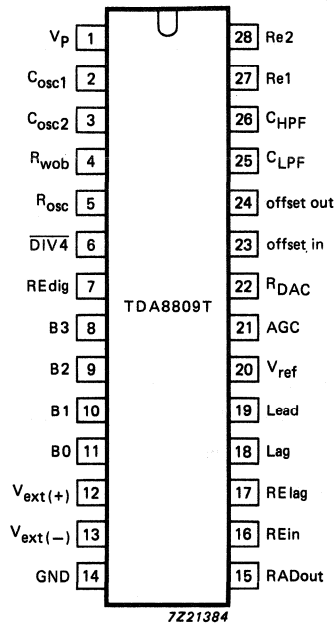 VP 1 28 Re2
Cosc1 2 27 Re1
Cosc2 3 26 CHPF
Rwob 4 25 CLPF
Rosc 5 24 offset out
DIV4 6 23 offset in
REdig 7 22 RDAC
TDA8809T
B3 8 21 AGC
B2 9 20 Vref
B1 10 19 Lead
B0 11 18 Lag
Vext(+) 12 17 RElag
Vext(−) 13 16 REin
GND 14 15 RADout
7Z21384